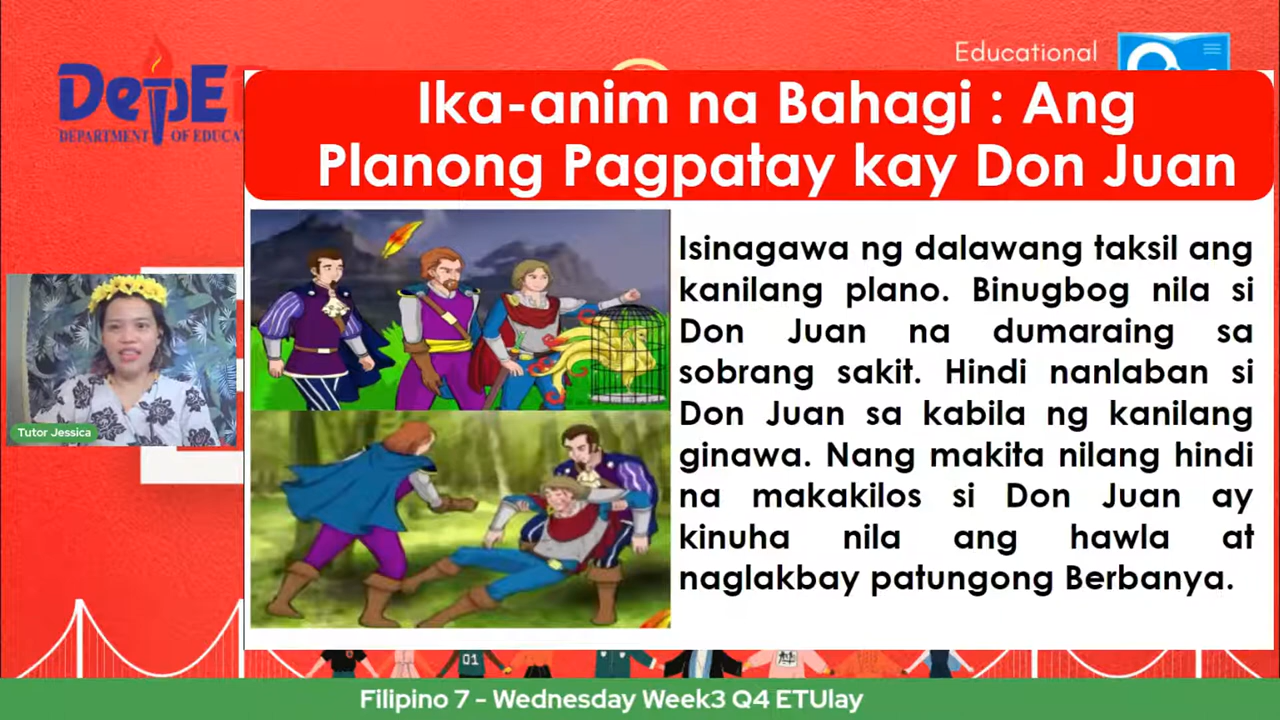 Educational
DepE
DEPARTMENT OF EDUCA
Ika-anim na Bahagi : Ang
Planong Pagpatay kay Don Juan
Isinagawa ng dalawang taksil ang
kanilang plano. Binugbog nila si
Don Juan na dumaraing sa
sobrang sakit. Hindi nanlaban si
Don Juan sa kabila ng kanilang
ginawa. Nang makita nilang hindi
na makakilos si Don Juan ay
kinuha nila ang hawla at
naglakbay patungong Berbanya.
Tutor Jessica
01
Filipino 7 - Wednesday Week3 Q4 ETUlay